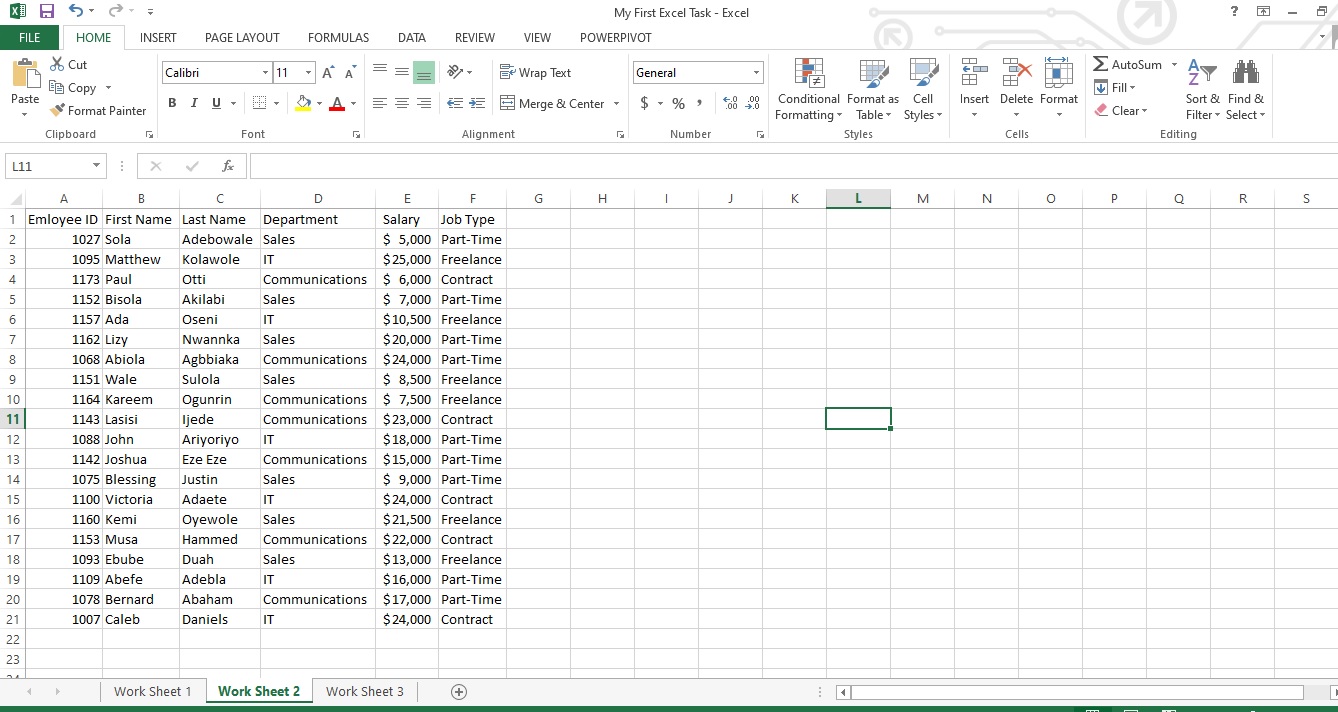 My First Excel Task - Excel
?
FILE HOME INSERT PAGE LAYOUT FORMULAS DATA REVIEW VIEW POWERPIVOT
Paste
Cut
Copy
Format Painter
Clipboard
Calibri 11
B I U A
Font
Wrap Text
Merge & Center
Alignment
General
$ % ,
Number
Conditional Formatting
Format as Table
Cell Styles
Styles
Insert Delete Format
Cells
AutoSum
Fill
Clear
Sort & Filter
Find & Select
Editing
L11 fx
A B C D E F G H I J K L M N O P Q R S
1 Emloyee ID First Name Last Name Department Salary Job Type
2 1027 Sola Adebowale Sales $ 5,000 Part-Time
3 1095 Matthew Kolawole IT $25,000 Freelance
4 1173 Paul Otti Communications $ 6,000 Contract
5 1152 Bisola Akilabi Sales $ 7,000 Part-Time
6 1157 Ada Oseni IT $10,500 Freelance
7 1162 Lizy Nwannka Sales $20,000 Part-Time
8 1068 Abiola Agbbiaka Communications $24,000 Part-Time
9 1151 Wale Sulola Sales $ 8,500 Freelance
10 1164 Kareem Ogunrin Communications $ 7,500 Freelance
11 1143 Lasisi Ijede Communications $23,000 Contract
12 1088 John Ariyoriyo IT $18,000 Part-Time
13 1142 Joshua Eze Eze Communications $15,000 Part-Time
14 1075 Blessing Justin Sales $ 9,000 Part-Time
15 1100 Victoria Adaete IT $24,000 Contract
16 1160 Kemi Oyewole Sales $21,500 Freelance
17 1153 Musa Hammed Communications $22,000 Contract
18 1093 Ebube Duah Sales $13,000 Freelance
19 1109 Abefe Adebla IT $16,000 Part-Time
20 1078 Bernard Abaham Communications $17,000 Part-Time
21 1007 Caleb Daniels IT $24,000 Contract
22
23
Work Sheet 1 Work Sheet 2 Work Sheet 3